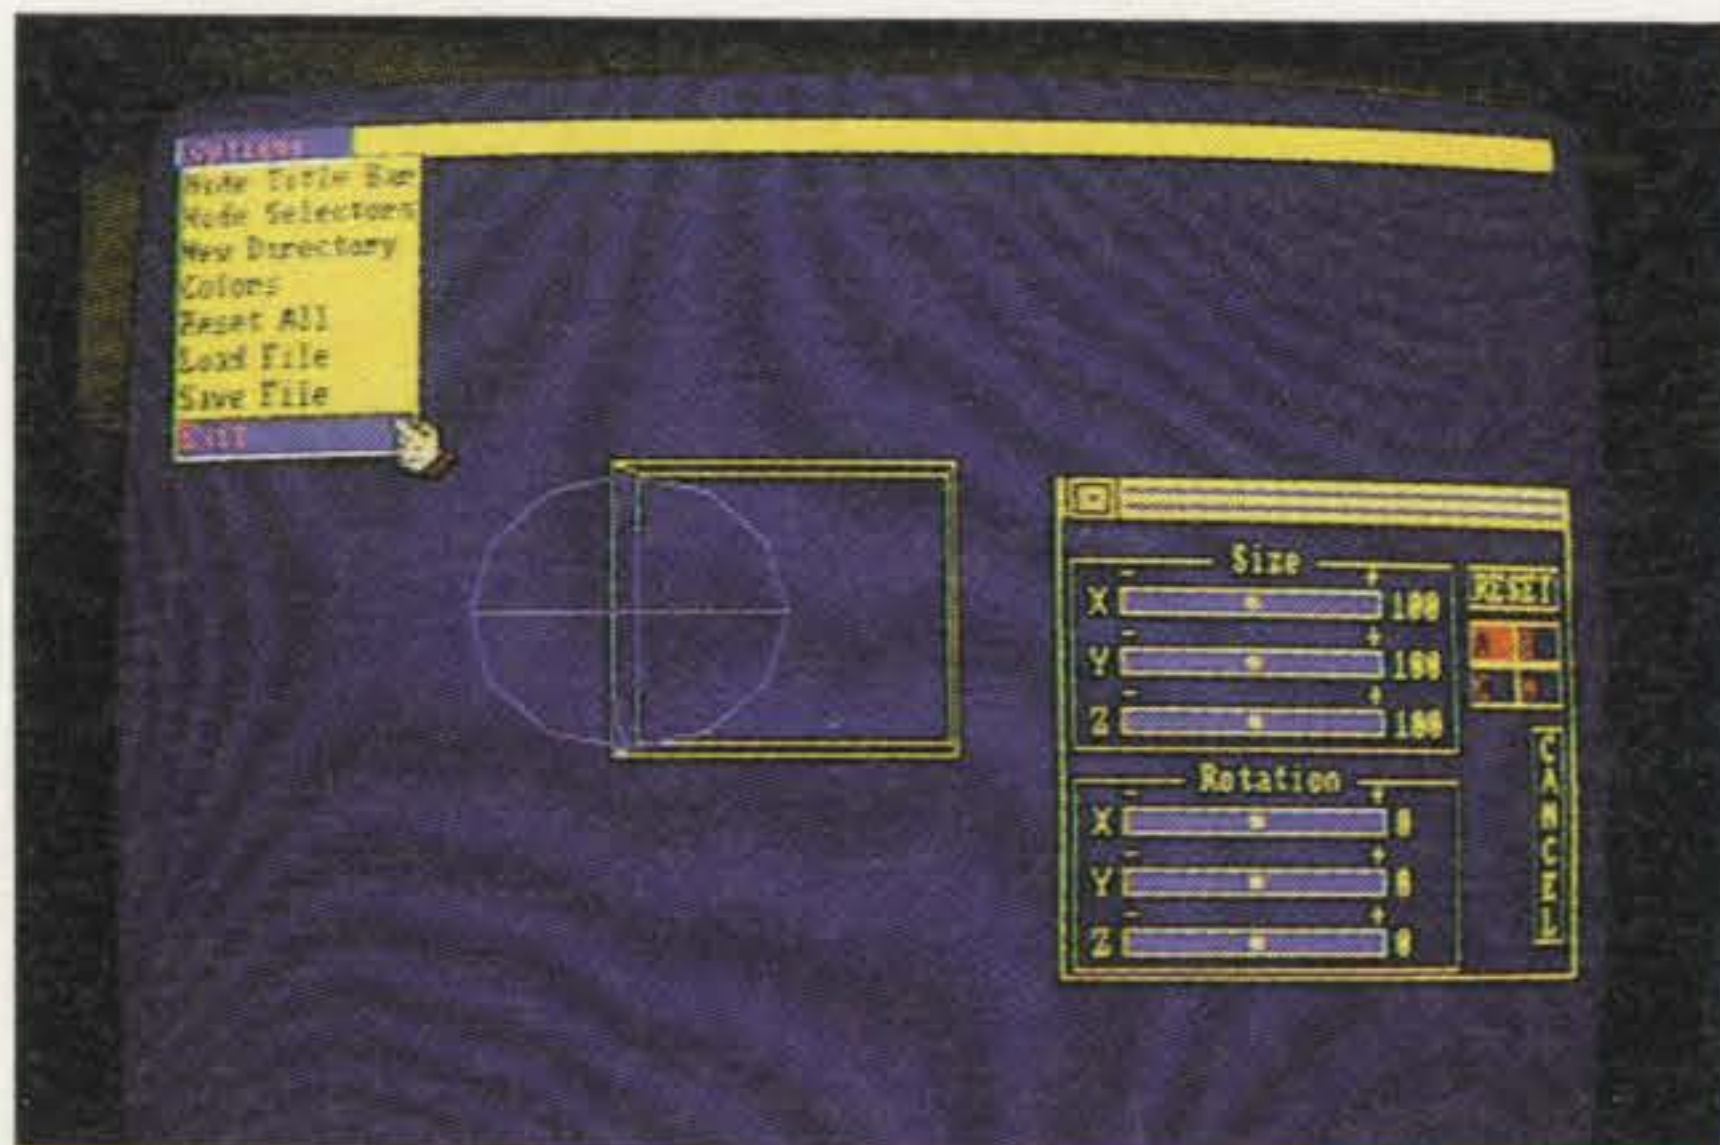 Options
Hide Title Bar
Mode Selectors
New Directory
Colors
Reset All
Load File
Save File
Exit
Size
- +
X 100
- +
Y 100
- +
Z 100
RESET
A
CANCEL
Rotation
- +
X 0
- +
Y 0
- +
Z 0